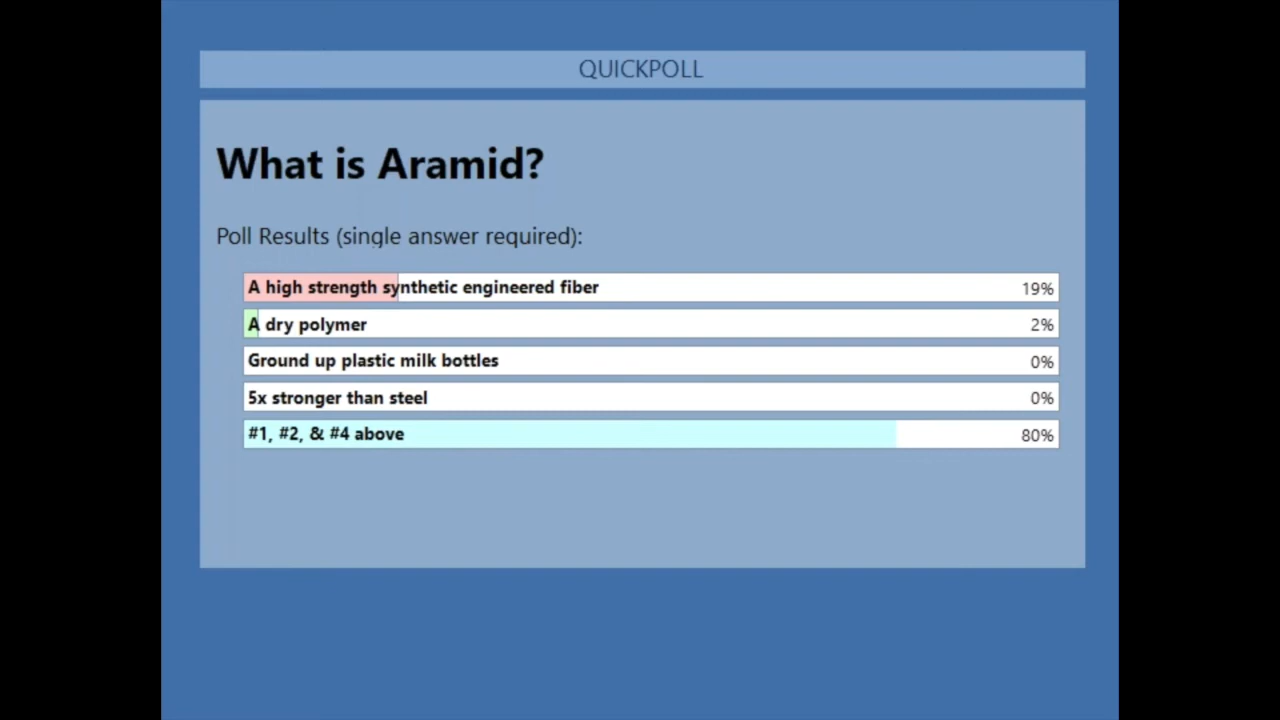 QUICKPOLL
What is Aramid?
Poll Results (single answer required):
A high strength synthetic engineered fiber 19%
A dry polymer 2%
Ground up plastic milk bottles 0%
5x stronger than steel 0%
#1, #2, & #4 above 80%